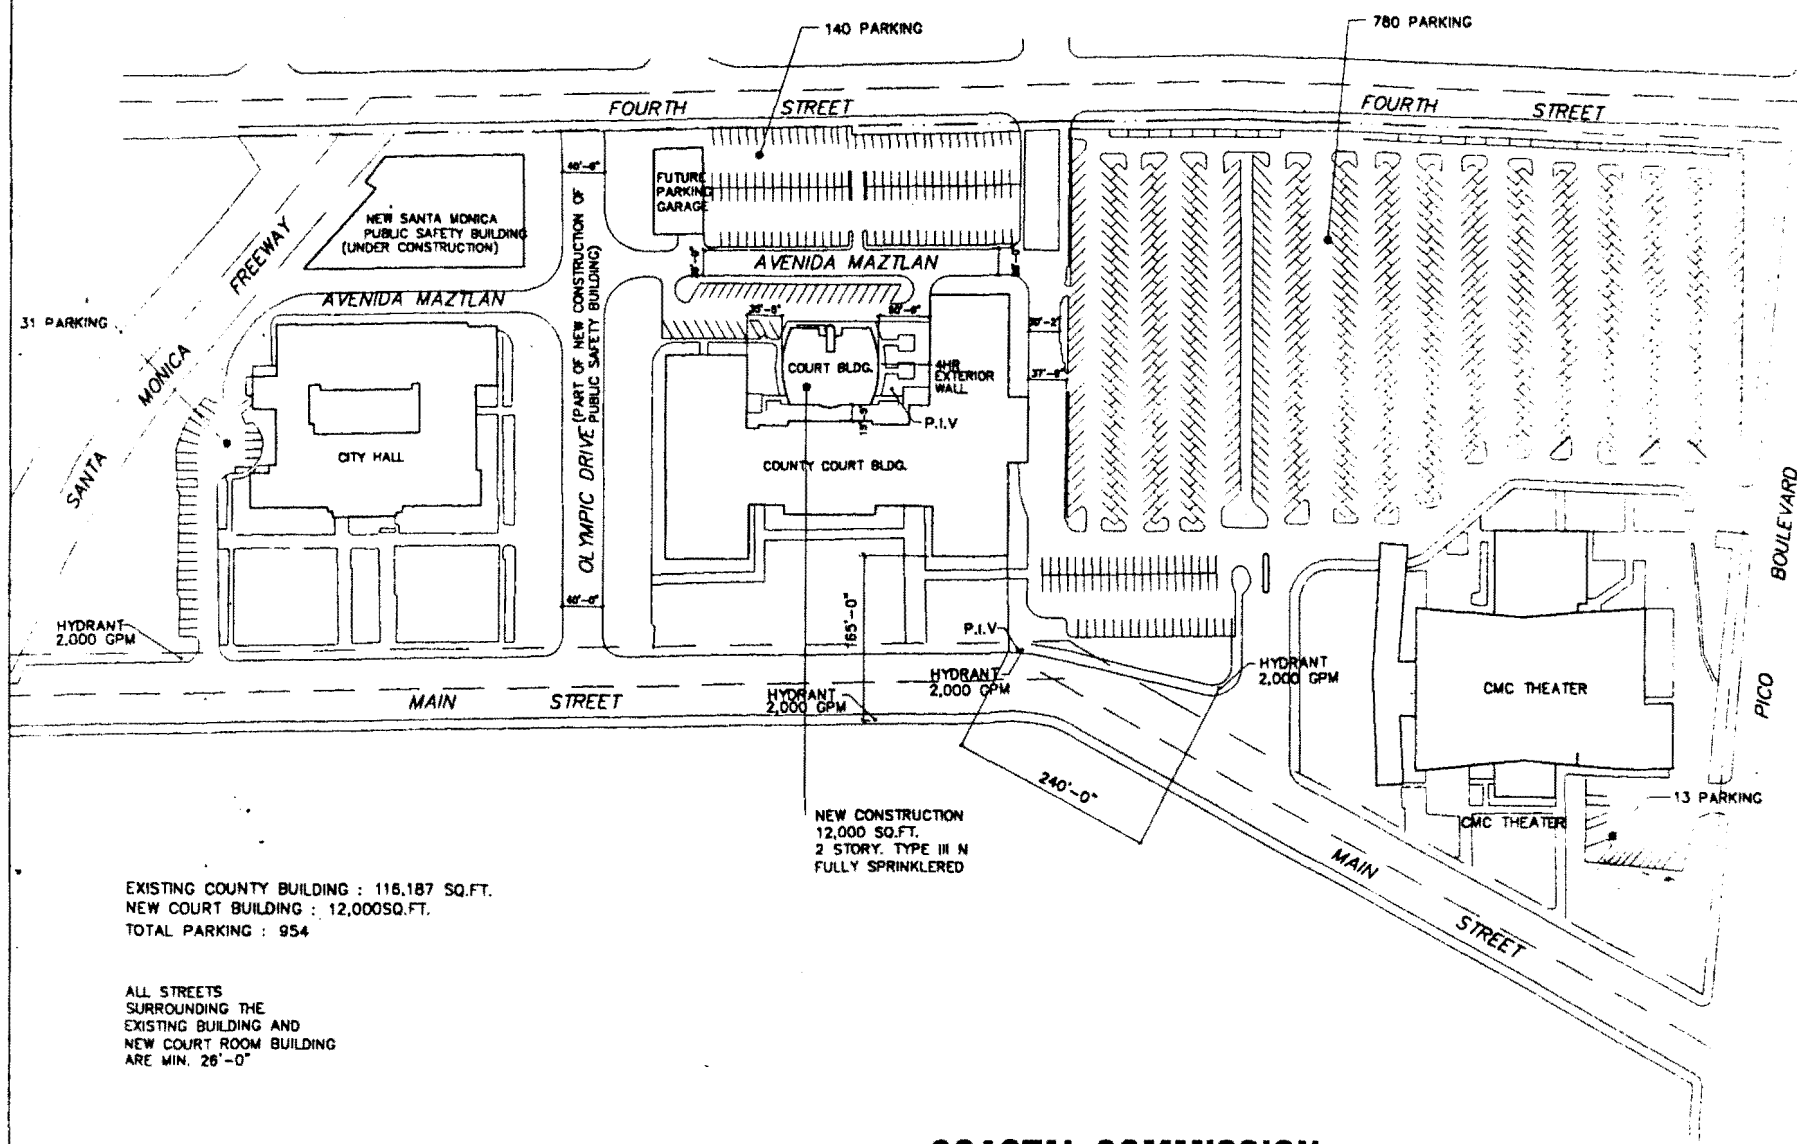 140 PARKING
780 PARKING
FOURTH STREET
FOURTH STREET
40'-0"
FUTURE
PARKING
GARAGE
NEW SANTA MONICA
PUBLIC SAFETY BUILDING
(UNDER CONSTRUCTION)
AVENIDA MAZTLAN
AVENIDA MAZTLAN
31 PARKING
SANTA MONICA FREEWAY
OLYMPIC DRIVE (PART OF NEW CONSTRUCTION OF
PUBLIC SAFETY BUILDING)
COURT BLDG.
4HR
EXTERIOR
WALL
37'-8"
P.I.V
CITY HALL
COUNTY COURT BLDG.
40'-0"
165'-0"
P.I.V
HYDRANT
2,000 GPM
HYDRANT
2,000 GPM
HYDRANT
2,000 GPM
HYDRANT
2,000 GPM
MAIN STREET
CMC THEATER
PICO BOULEVARD
240'-0"
13 PARKING
CMC THEATER
MAIN STREET
NEW CONSTRUCTION
12,000 SQ.FT.
2 STORY. TYPE III N
FULLY SPRINKLERED
EXISTING COUNTY BUILDING : 116,187 SQ.FT.
NEW COURT BUILDING : 12,000SQ.FT.
TOTAL PARKING : 954
ALL STREETS
SURROUNDING THE
EXISTING BUILDING AND
NEW COURT ROOM BUILDING
ARE MIN. 26'-0"
COASTAL COMMISSION